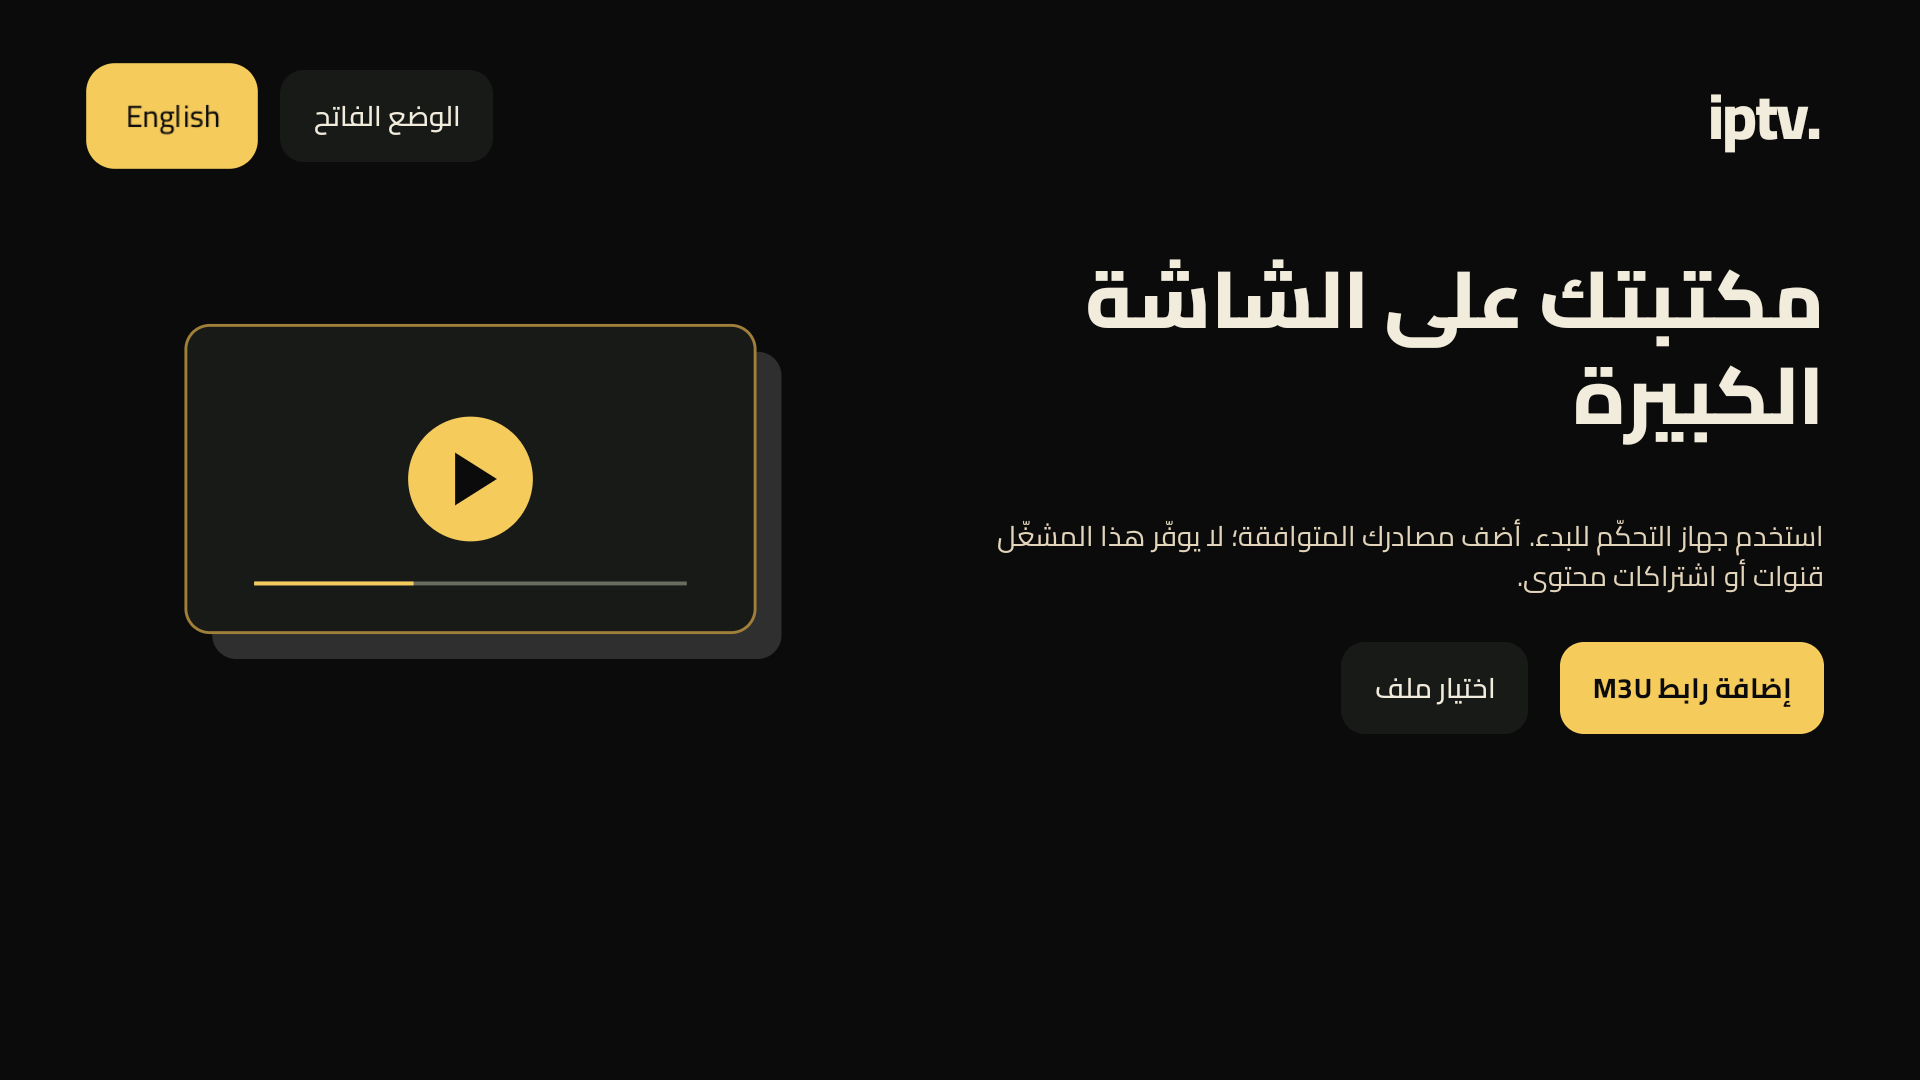 iptv.
الوضع الفاتح
English
مكتبتك على الشاشة
الكبيرة
استخدم جهاز التحكّم للبدء. أضف مصادرك المتوافقة؛ لا يوفّر هذا المشغّل
قنوات أو اشتراكات محتوى.
إضافة رابط M3U
اختيار ملف